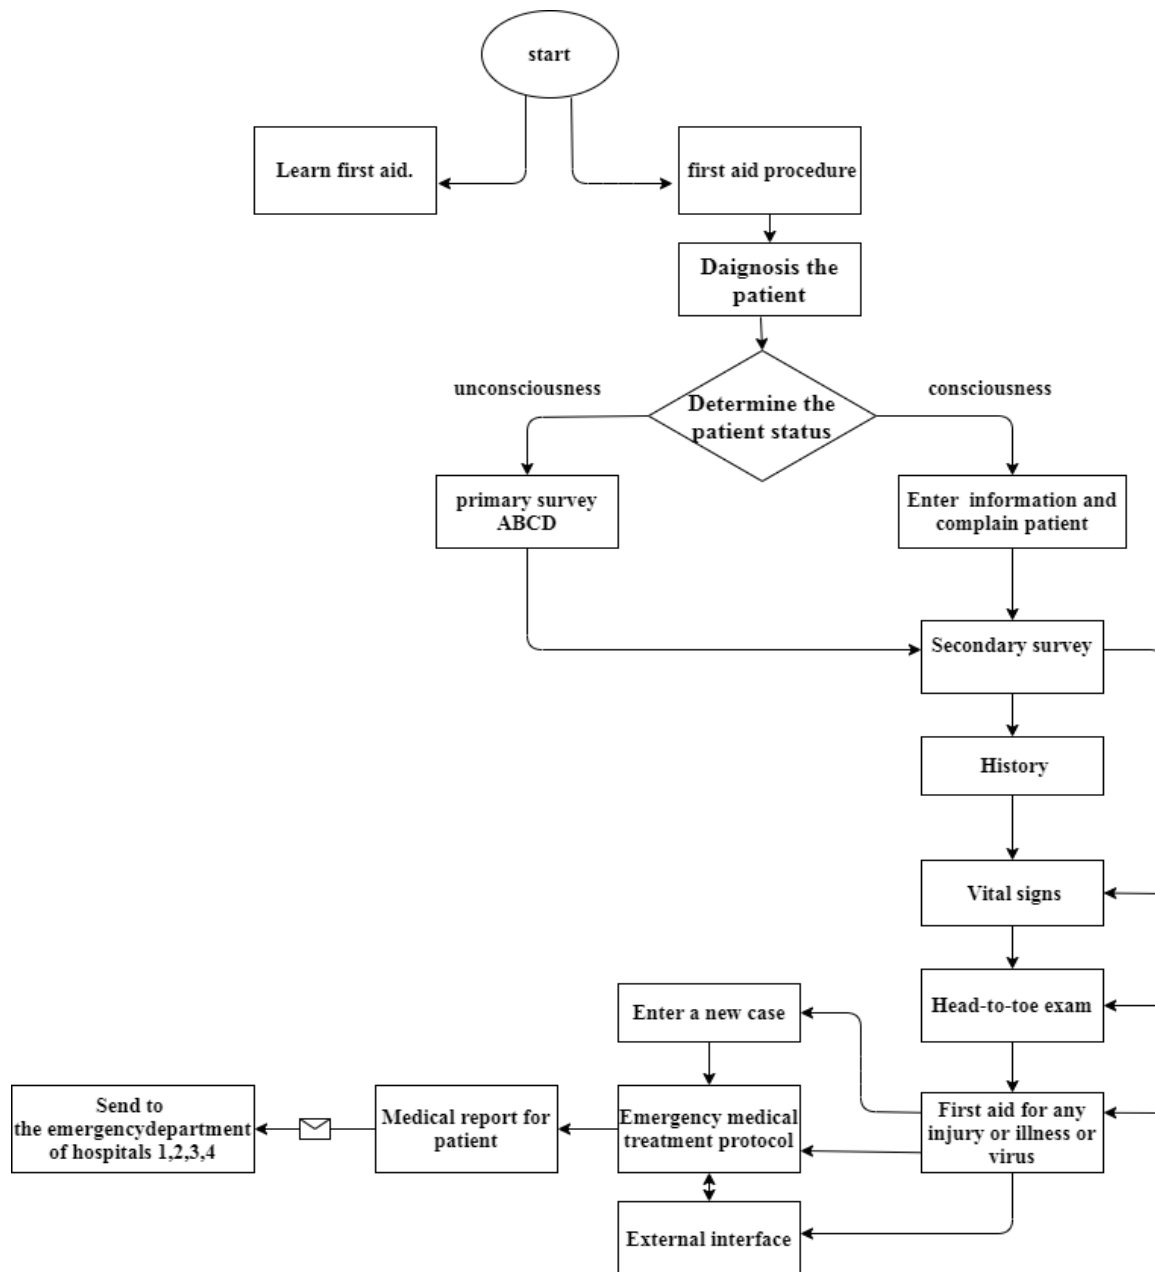 start
Learn first aid.
first aid procedure
Daignosis the
patient
unconsciousness
consciousness
Determine the
patient status
primary survey
ABCD
Enter information and
complain patient
Secondary survey
History
Vital signs
Head-to-toe exam
Enter a new case
First aid for any
injury or illness or
virus
Emergency medical
treatment protocol
Medical report for
patient
Send to
the emergencydepartment
of hospitals 1,2,3,4
External interface